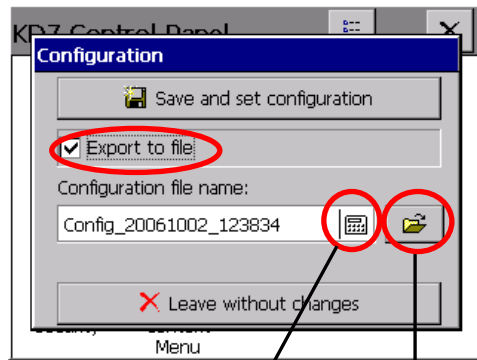 KD7 Control Panel
Configuration
Save and set configuration
Export to file
Configuration file name:
Config_20061002_123834
Leave without changes
Menu